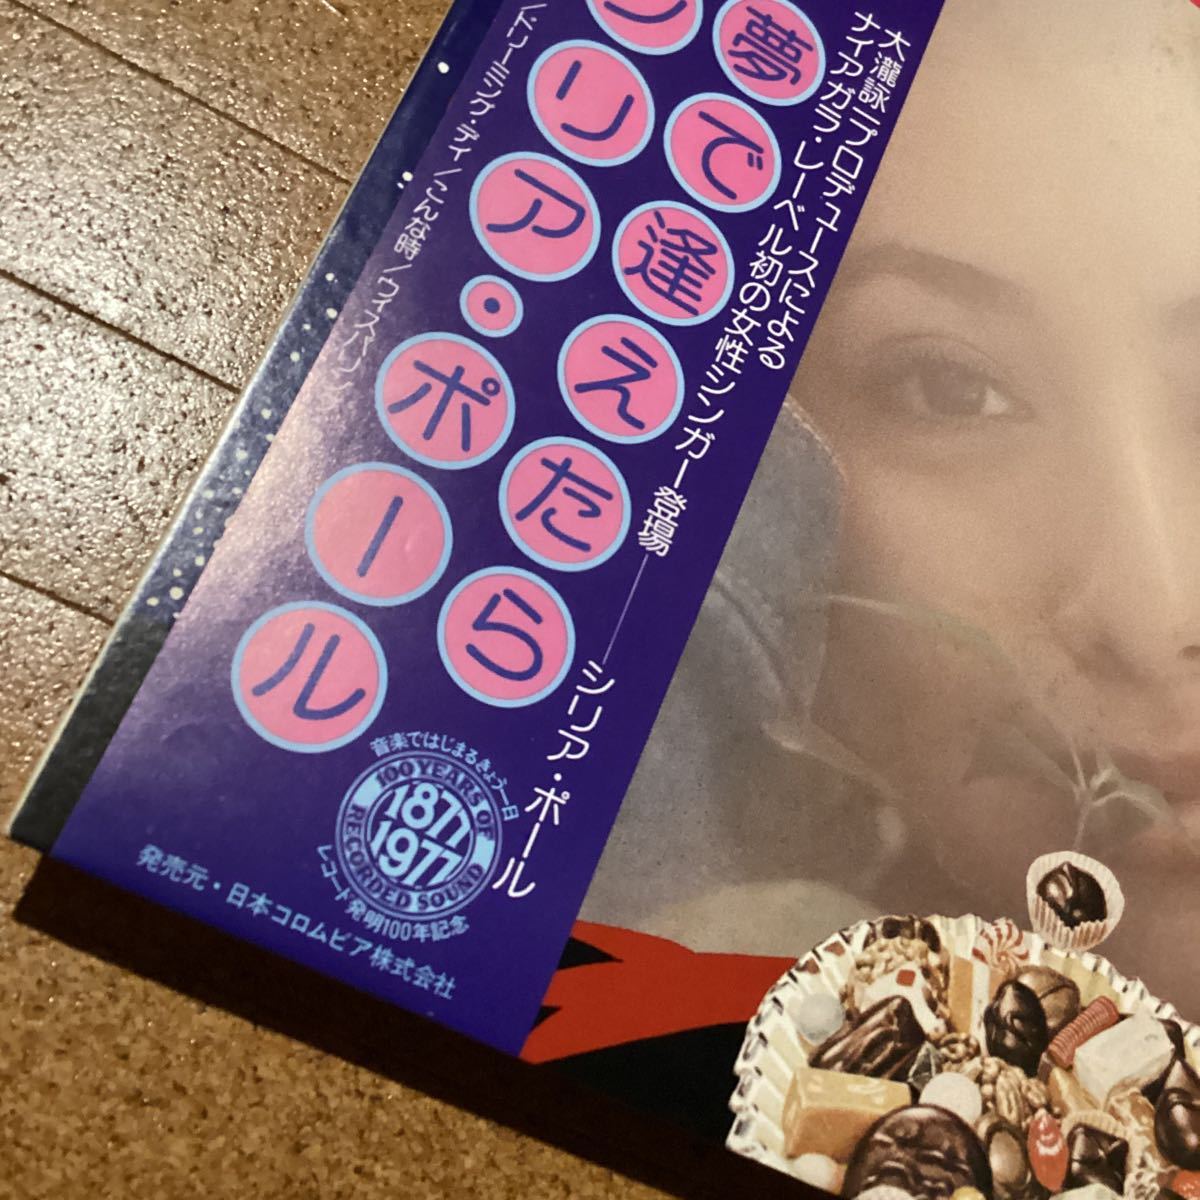 大瀧詠一プロデュースによる
ナイアガラ・レーベル初の女性シンガー登場――シリア・ポール
夢で逢えたら
リア・ポール
ドリーミング・デイ/こんな時/ウィスパリン
音楽ではじまるきょう一日
100 YEARS OF
1877
1977
RECORDED SOUND
レコード発明100年記念
発売元・日本コロムビア株式会社